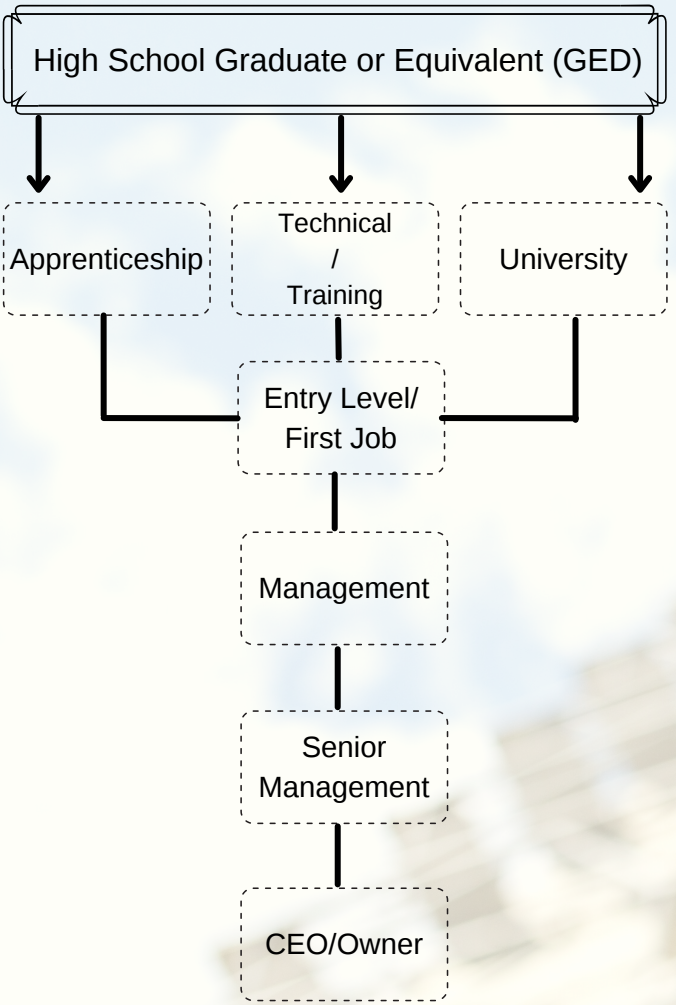 High School Graduate or Equivalent (GED)
Apprenticeship
Technical
/
Training
University
Entry Level/
First Job
Management
Senior
Management
CEO/Owner